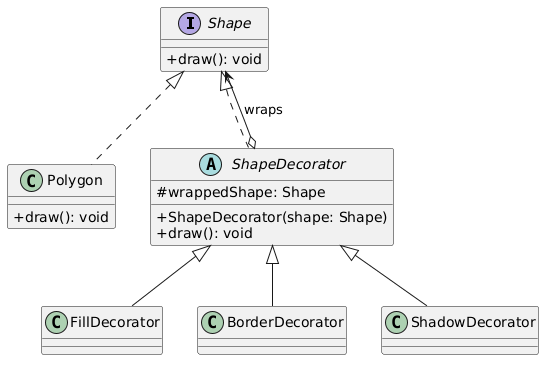 I Shape
+draw(): void
wraps
C Polygon
+draw(): void
A ShapeDecorator
#wrappedShape: Shape
+ShapeDecorator(shape: Shape)
+draw(): void
C FillDecorator
C BorderDecorator
C ShadowDecorator